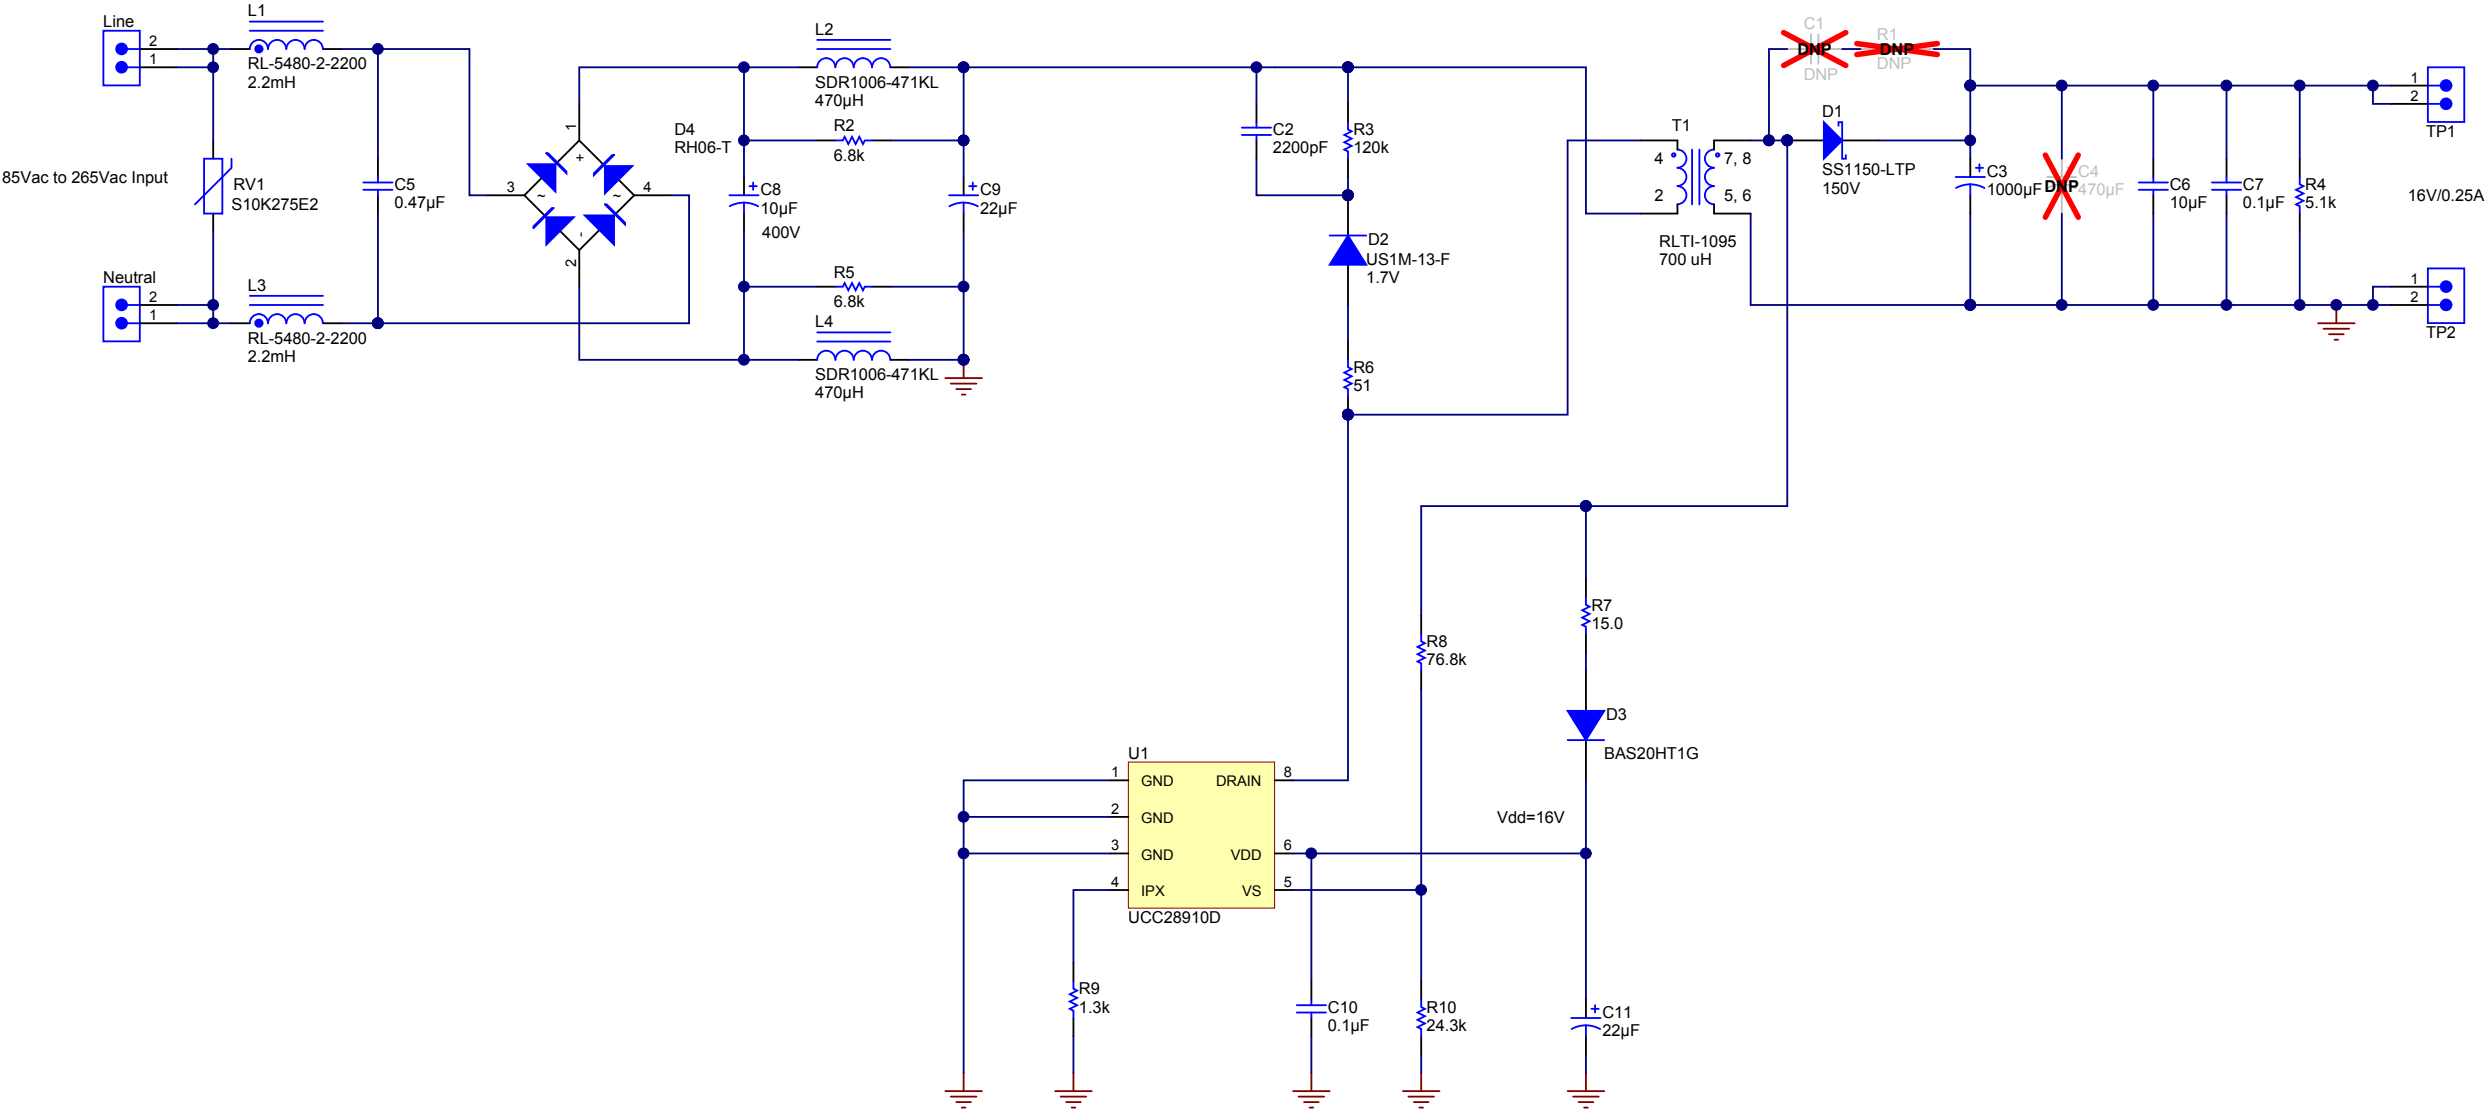 Line
2
1
L1
RL-5480-2-2200
2.2mH
85Vac to 265Vac Input
RV1
S10K275E2
C5
0.47µF
Neutral
2
1
L3
RL-5480-2-2200
2.2mH
1
+
3
~
~
4
-
2
D4
RH06-T
L2
SDR1006-471KL
470µH
R2
6.8k
+
C8
10µF
400V
+
C9
22µF
R5
6.8k
L4
SDR1006-471KL
470µH
C2
2200pF
R3
120k
D2
US1M-13-F
1.7V
R6
51
T1
4
7, 8
2
5, 6
RLTI-1095
700 uH
C1
DNP
DNP
R1
DNP
DNP
D1
SS1150-LTP
150V
+
C3
1000µF
C4
DNP
470µF
C6
10µF
C7
0.1µF
R4
5.1k
1
2
TP1
16V/0.25A
1
2
TP2
R7
15.0
R8
76.8k
D3
BAS20HT1G
Vdd=16V
U1
1
GND
DRAIN
8
2
GND
3
GND
VDD
6
4
IPX
VS
5
UCC28910D
R9
1.3k
C10
0.1µF
R10
24.3k
+
C11
22µF